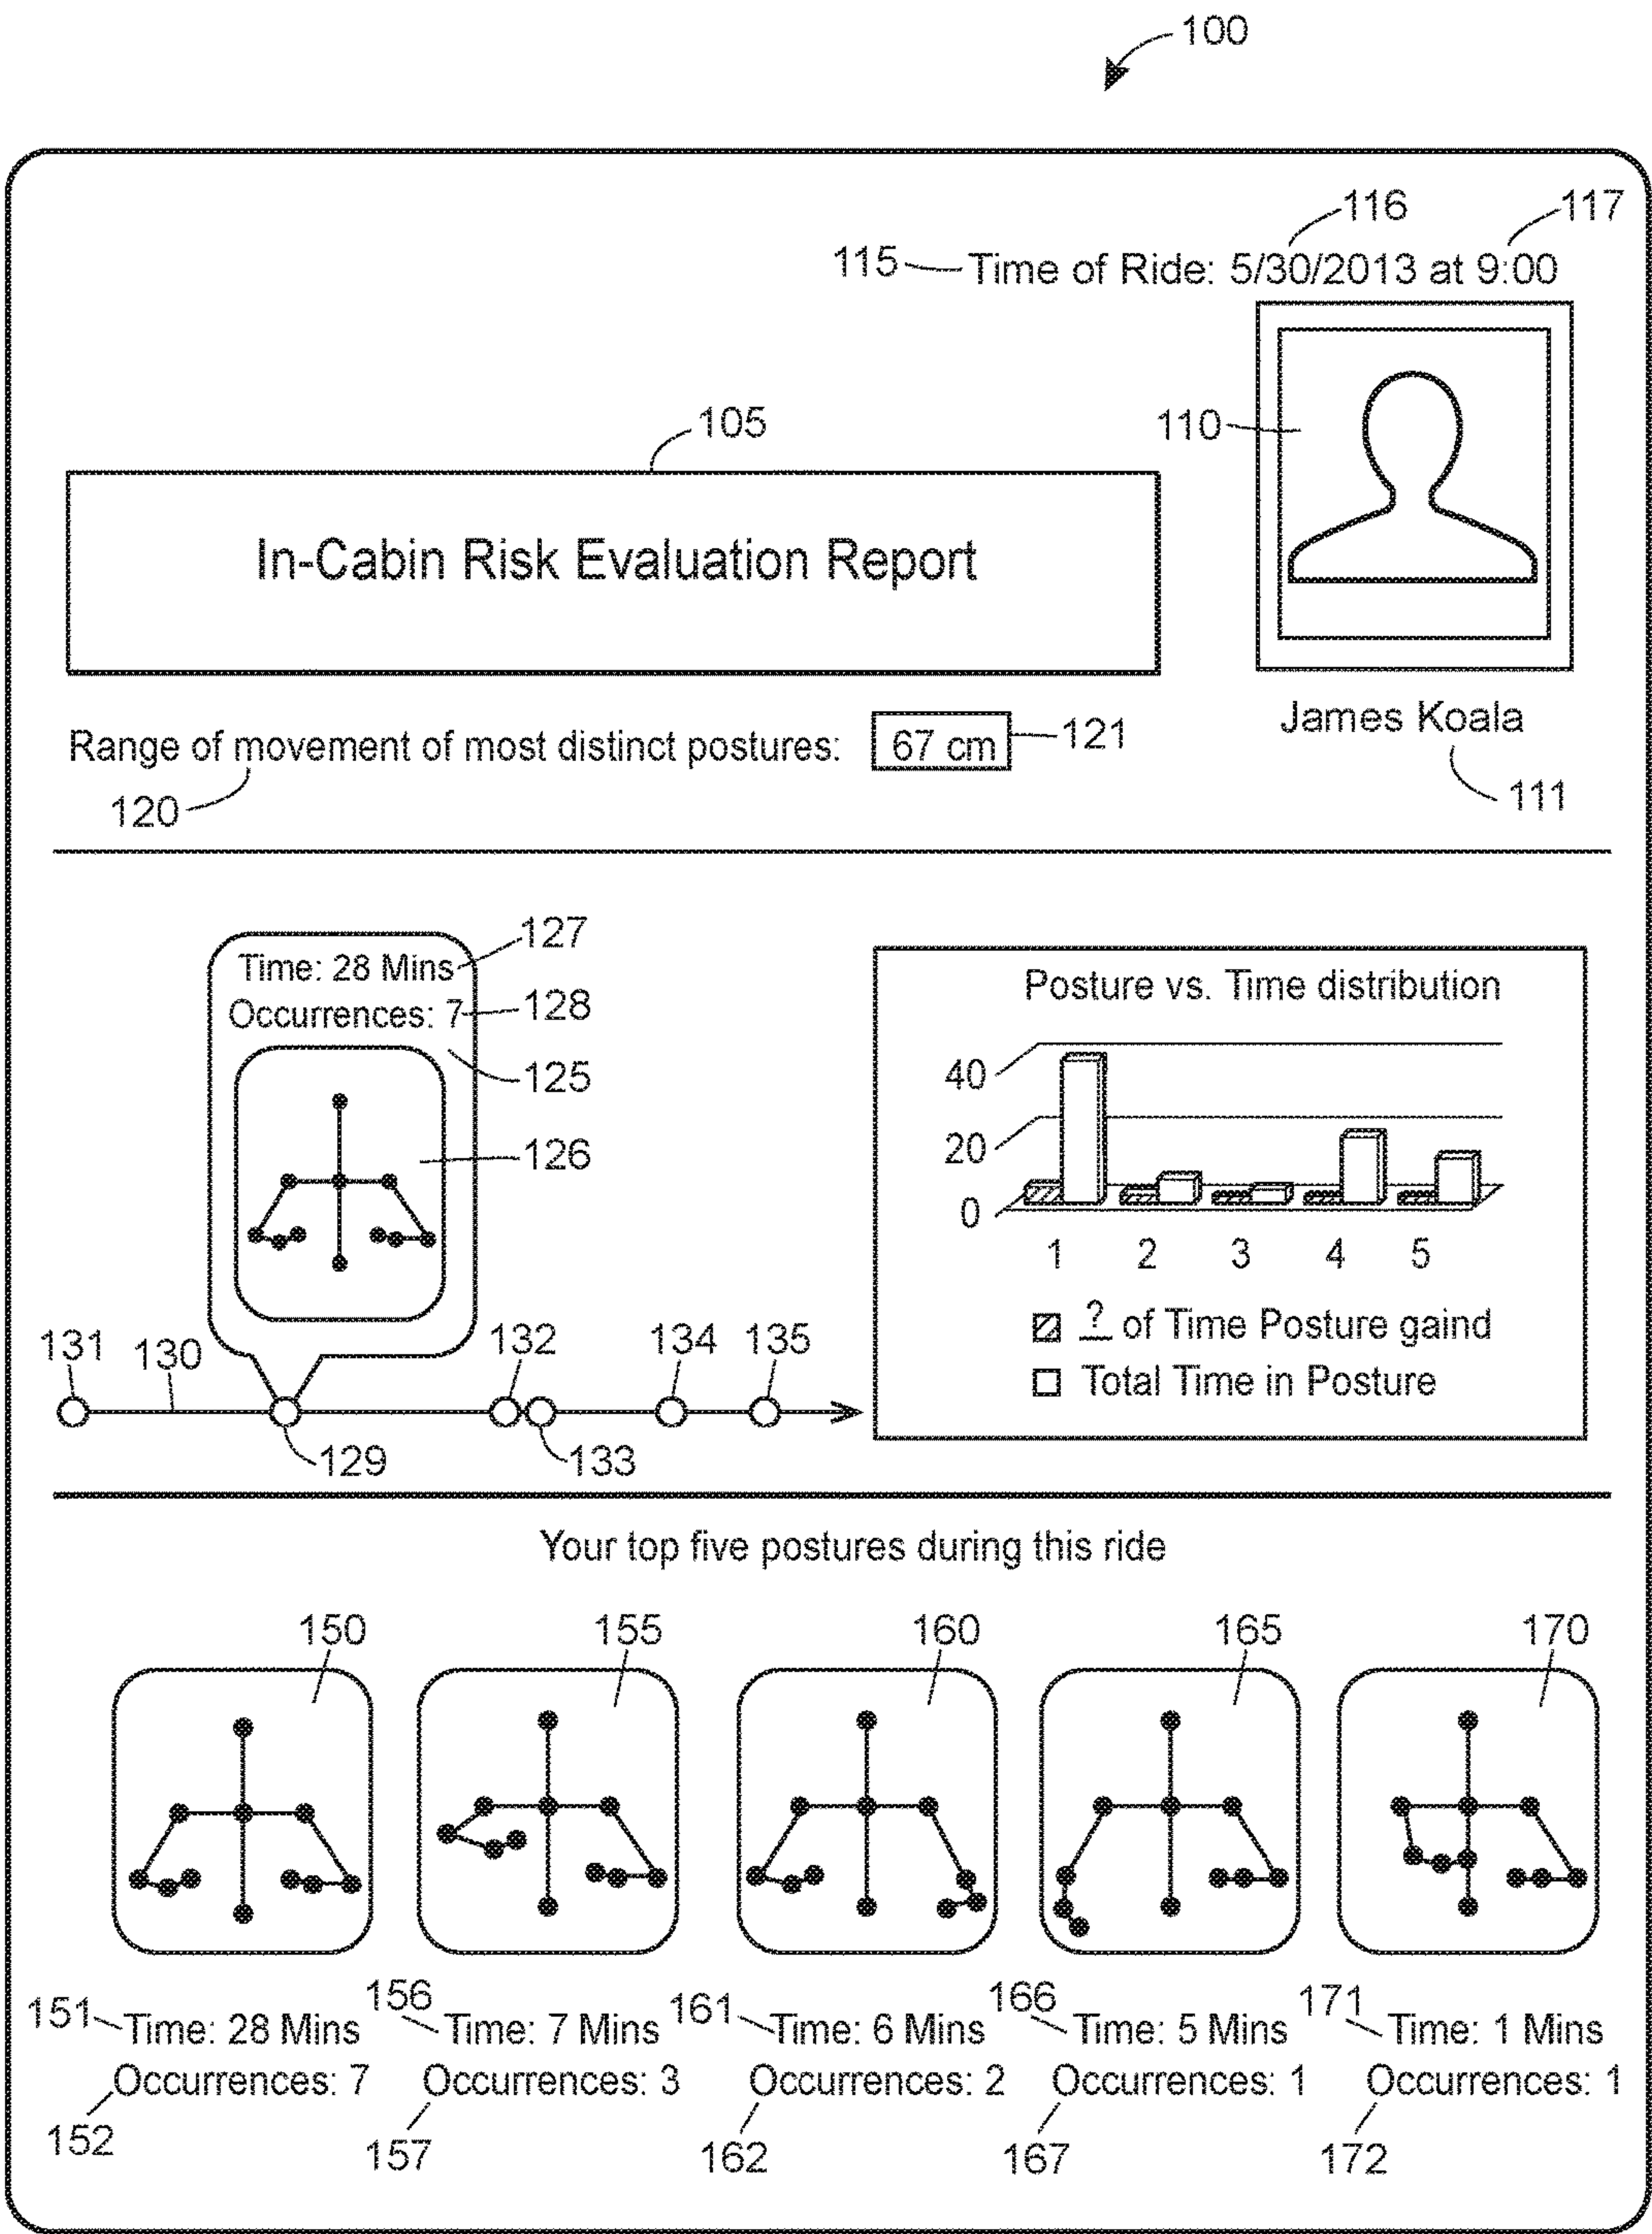 100
116 117
115 Time of Ride: 5/30/2013 at 9:00
110
105
In-Cabin Risk Evaluation Report
James Koala
111
Range of movement of most distinct postures: 67 cm 121
120
127
Time: 28 Mins
Occurrences: 7 128
125
126
131 130 132 134 135
129 133
Posture vs. Time distribution
40
20
0
1 2 3 4 5
? of Time Posture gaind
Total Time in Posture
Your top five postures during this ride
150 155 160 165 170
151 156 161 166 171
Time: 28 Mins Time: 7 Mins Time: 6 Mins Time: 5 Mins Time: 1 Mins
Occurrences: 7 Occurrences: 3 Occurrences: 2 Occurrences: 1 Occurrences: 1
152 157 162 167 172